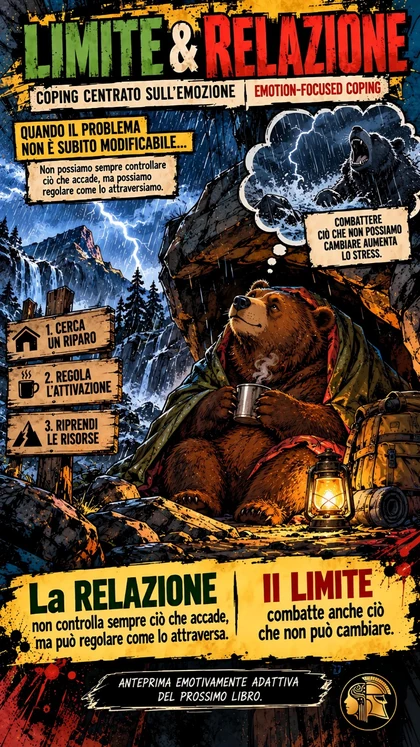 LIMITE & RELAZIONE
COPING CENTRATO SULL'EMOZIONE | EMOTION-FOCUSED COPING
QUANDO IL PROBLEMA
NON È SUBITO MODIFICABILE...
Non possiamo sempre controllare
ciò che accade, ma possiamo
regolare come lo attraversiamo.
COMBATTERE
CIÒ CHE NON POSSIAMO
CAMBIARE AUMENTA
LO STRESS.
1. CERCA
UN RIPARO
2. REGOLA
L'ATTIVAZIONE
3. RIPRENDI
LE RISORSE
La RELAZIONE
non controlla sempre ciò che accade,
ma può regolare come lo attraversa.
Il LIMITE
combatte anche ciò
che non può cambiare.
ANTEPRIMA EMOTIVAMENTE ADATTIVA
DEL PROSSIMO LIBRO.